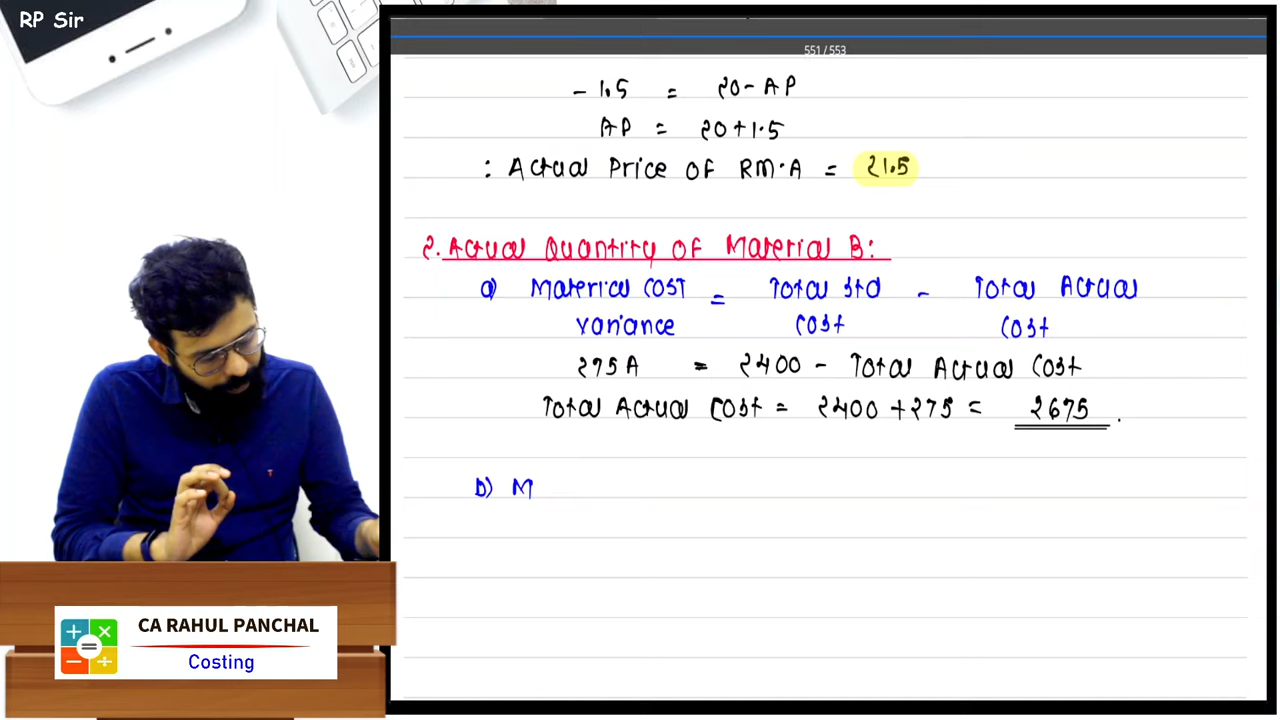 RP Sir
551 / 553
- 1.5 = 20 - AP
AP = 20 + 1.5
: Actual Price of RM.A = 21.5
2. Actual Quantity of Material B:
a) Material Cost variance = Total Std Cost - Total Actual Cost
275A = 2400 - Total Actual Cost
Total Actual Cost = 2400 + 275 = 2675.
b) M
CA RAHUL PANCHAL
Costing